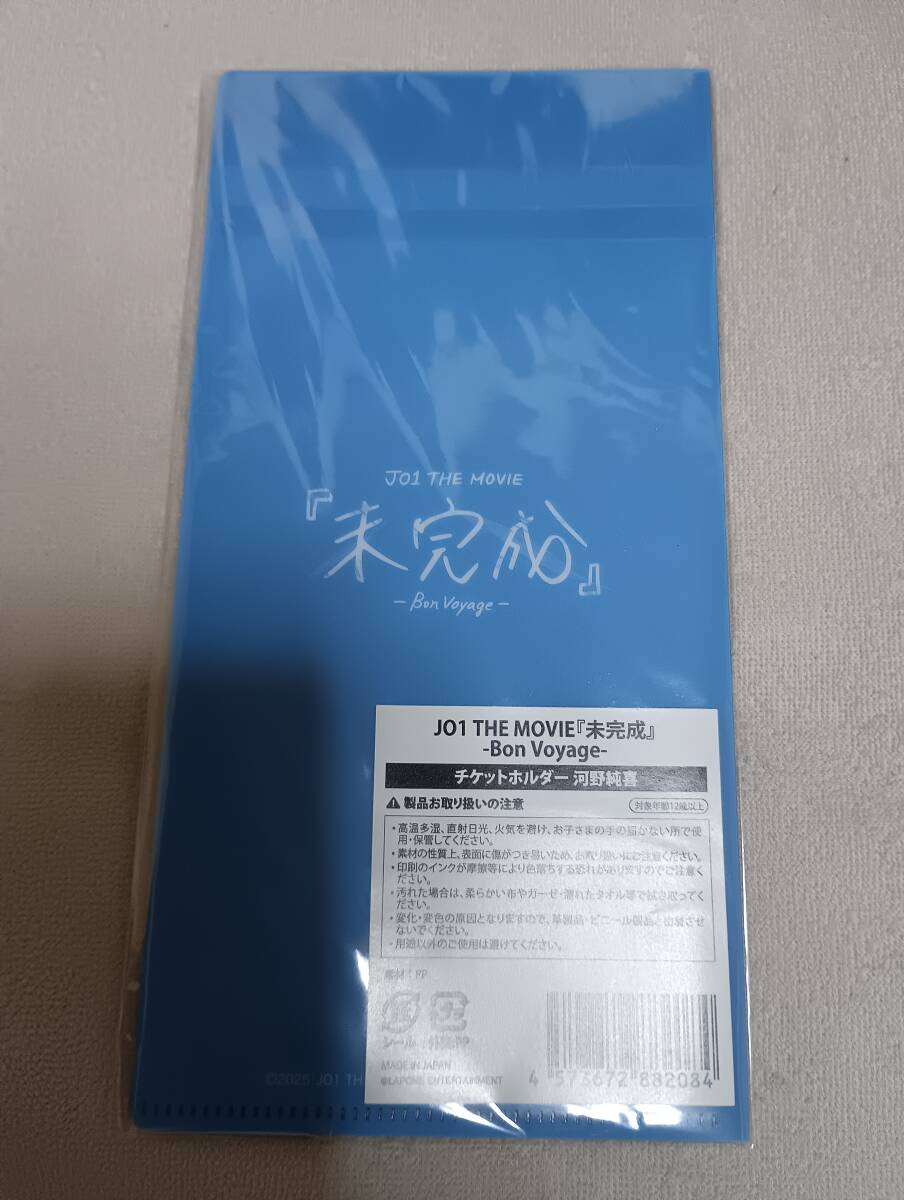 JO1 THE MOVIE
『未完成』
– Bon Voyage –
JO1 THE MOVIE『未完成』
-Bon Voyage-
チケットホルダー 河野純喜
⚠ 製品お取り扱いの注意
対象年齢12歳以上
・高温多湿、直射日光、火気を避け、お子さまの手の届かない所で使
用・保管してください。
・素材の性質上、表面に傷がつき易いため、お取り扱いにご注意ください。
・印刷のインクが摩擦等により色落ちする恐れがありますのでご注意く
ださい。
・汚れた場合は、柔らかい布やガーゼ・濡れたタオル等で拭き取ってく
ださい。
・変化・変色の原因となりますので、革製品・ビニール製品と密着させ
ないでください。
・用途以外のご使用は避けてください。
素材：PP
プラ
紙
シール：外装:PP
MADE IN JAPAN
©LAPONE ENTERTAINMENT
4 573672 882084
©2025 JO1 TH